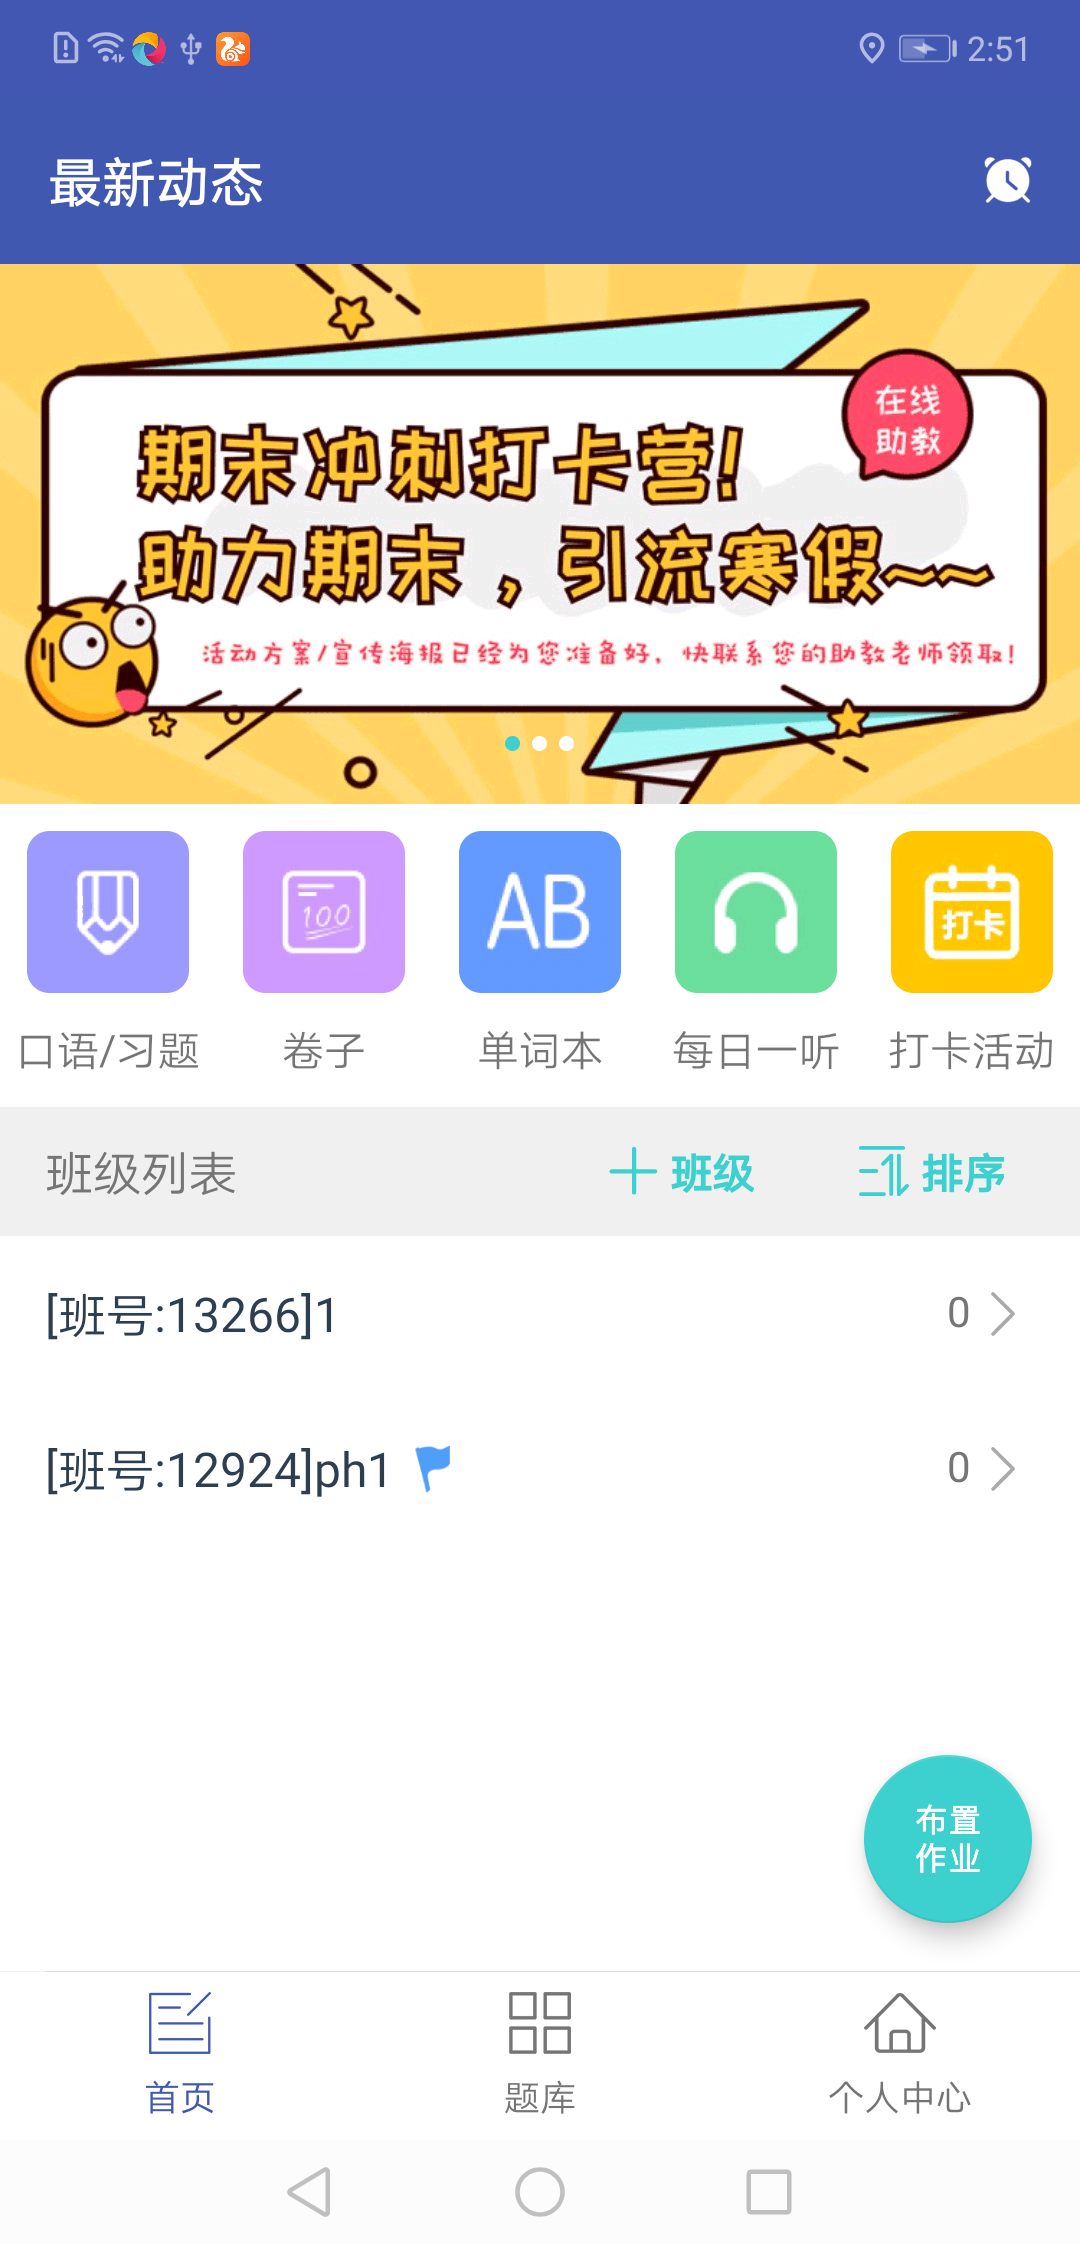 2:51
最新动态
在线
助教
期末冲刺打卡营!
助力期末，引流寒假~~
活动方案/宣传海报已经为您准备好，快联系您的助教老师领取!
100
AB
打卡
口语/习题
卷子
单词本
每日一听
打卡活动
班级列表
班级
排序
[班号:13266]1
0
[班号:12924]ph1
0
布置
作业
首页
题库
个人中心